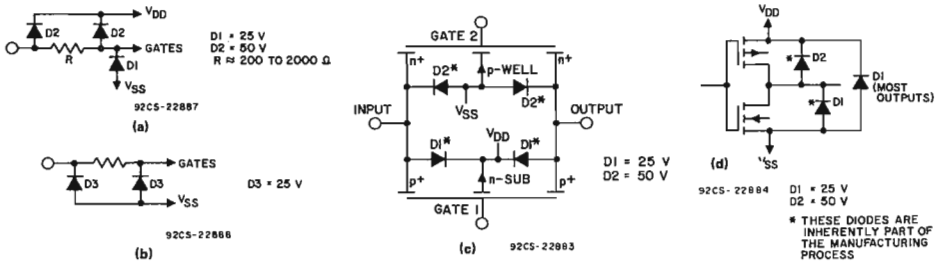 VDD
D2
D2
GATES
R
D1
VSS
D1 = 25 V
D2 = 50 V
R ≈ 200 TO 2000 Ω
92CS-22887
(a)
GATES
D3
D3
VSS
D3 = 25 V
92CS-22888
(b)
GATE 2
n+
n+
p-WELL
D2*
VSS
D2*
INPUT
OUTPUT
VDD
D1*
D1*
n-SUB
p+
p+
GATE 1
D1 = 25 V
D2 = 50 V
(c)
92CS-22883
VDD
* D2
D1
(MOST
OUTPUTS)
* D1
VSS
(d)
92CS-22884
D1 = 25 V
D2 = 50 V
* THESE DIODES ARE
INHERENTLY PART OF
THE MANUFACTURING
PROCESS